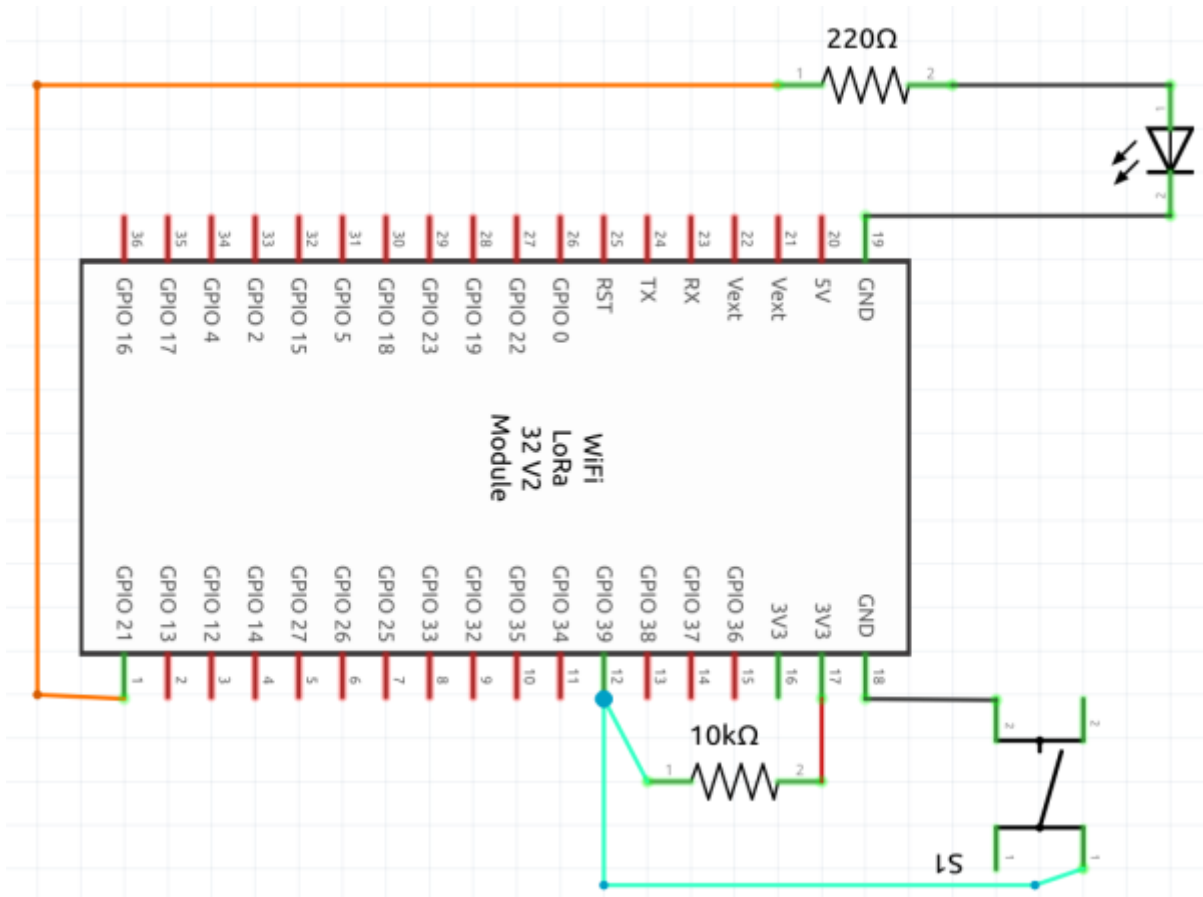 220Ω
1
2
1
2
36
35
34
33
32
31
30
29
28
27
26
25
24
23
22
21
20
19
GPIO 16
GPIO 17
GPIO 4
GPIO 2
GPIO 15
GPIO 5
GPIO 18
GPIO 23
GPIO 19
GPIO 22
GPIO 0
RST
TX
RX
Vext
Vext
5V
GND
WiFi
LoRa
32 V2
Module
GPIO 21
GPIO 13
GPIO 12
GPIO 14
GPIO 27
GPIO 26
GPIO 25
GPIO 33
GPIO 32
GPIO 35
GPIO 34
GPIO 39
GPIO 38
GPIO 37
GPIO 36
3V3
3V3
GND
1
2
3
4
5
6
7
8
9
10
11
12
13
14
15
16
17
18
10kΩ
1
2
2
2
S1
1
1